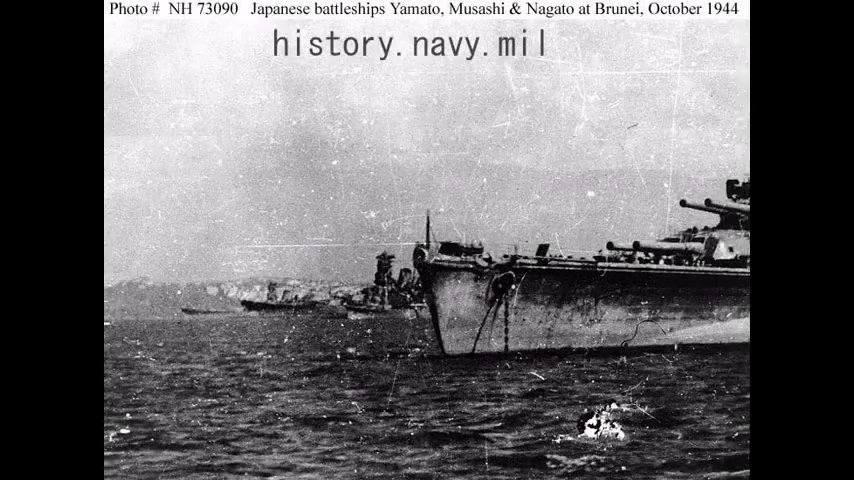 Photo # NH 73090 Japanese battleships Yamato, Musashi & Nagato at Brunei, October 1944
history.navy.mil